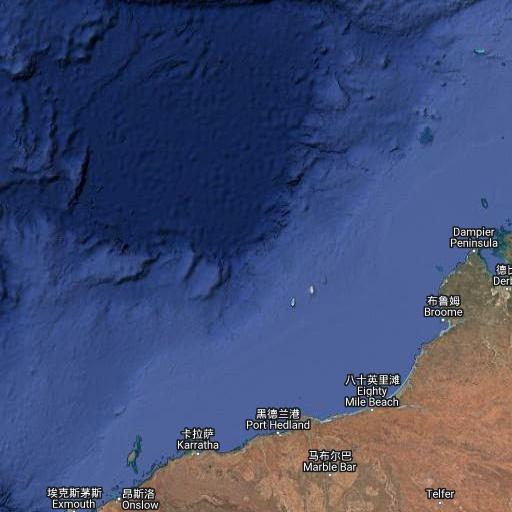 Dampier
Peninsula
德比
Derb
布鲁姆
Broome
八十英里滩
Eighty
Mile Beach
黑德兰港
Port Hedland
卡拉萨
Karratha
马布尔巴
Marble Bar
埃克斯茅斯
Exmouth
昂斯洛
Onslow
Telfer